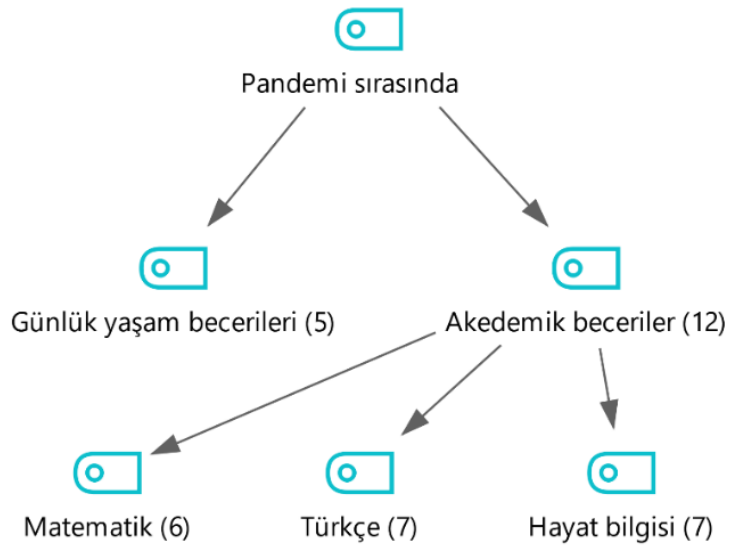 Pandemi sırasında
Günlük yaşam becerileri (5)
Akedemik beceriler (12)
Matematik (6)
Türkçe (7)
Hayat bilgisi (7)